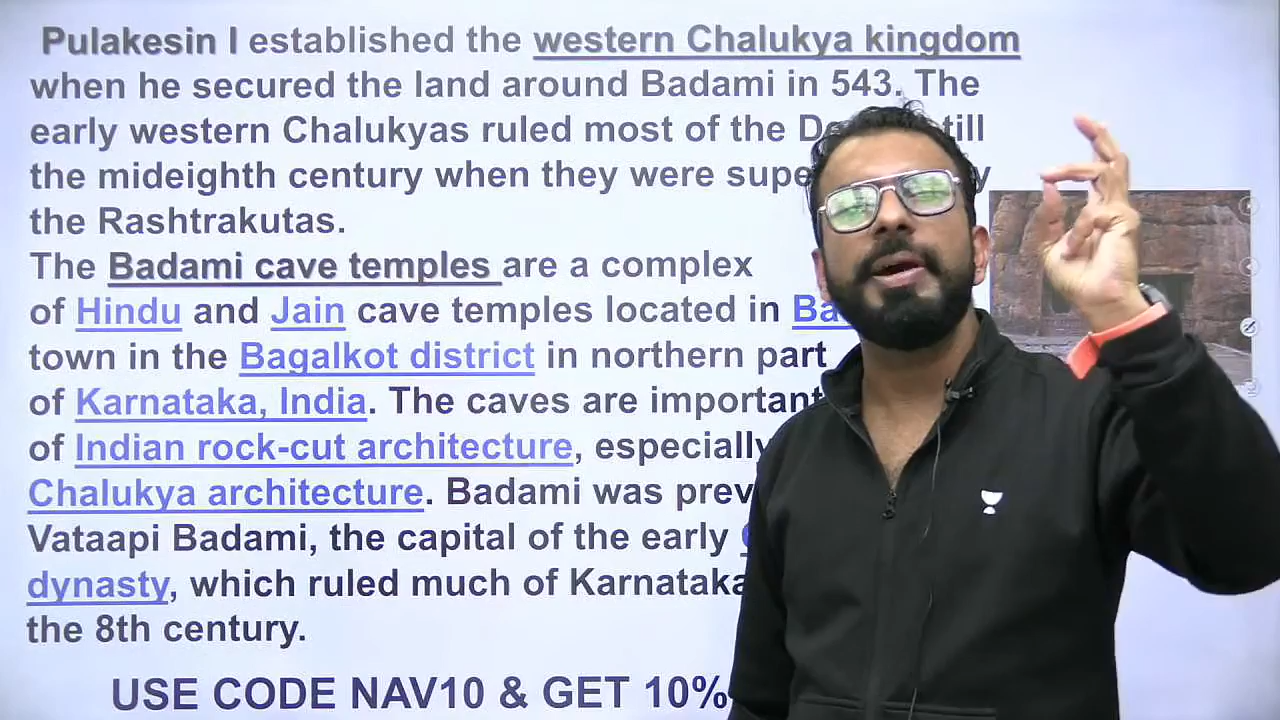 Pulakesin I established the western Chalukya kingdom
when he secured the land around Badami in 543. The
early western Chalukyas ruled most of the till
the mideighth century when they were
the Rashtrakutas.
The Badami cave temples are a complex
of Hindu and Jain cave temples located in
town in the Bagalkot district in northern part
of Karnataka, India. The caves are important
of Indian rock-cut architecture, especially
Chalukya architecture. Badami was
Vataapi Badami, the capital of the early
dynasty, which ruled much of Karnataka
the 8th century.
USE CODE NAV10 & GET 10%